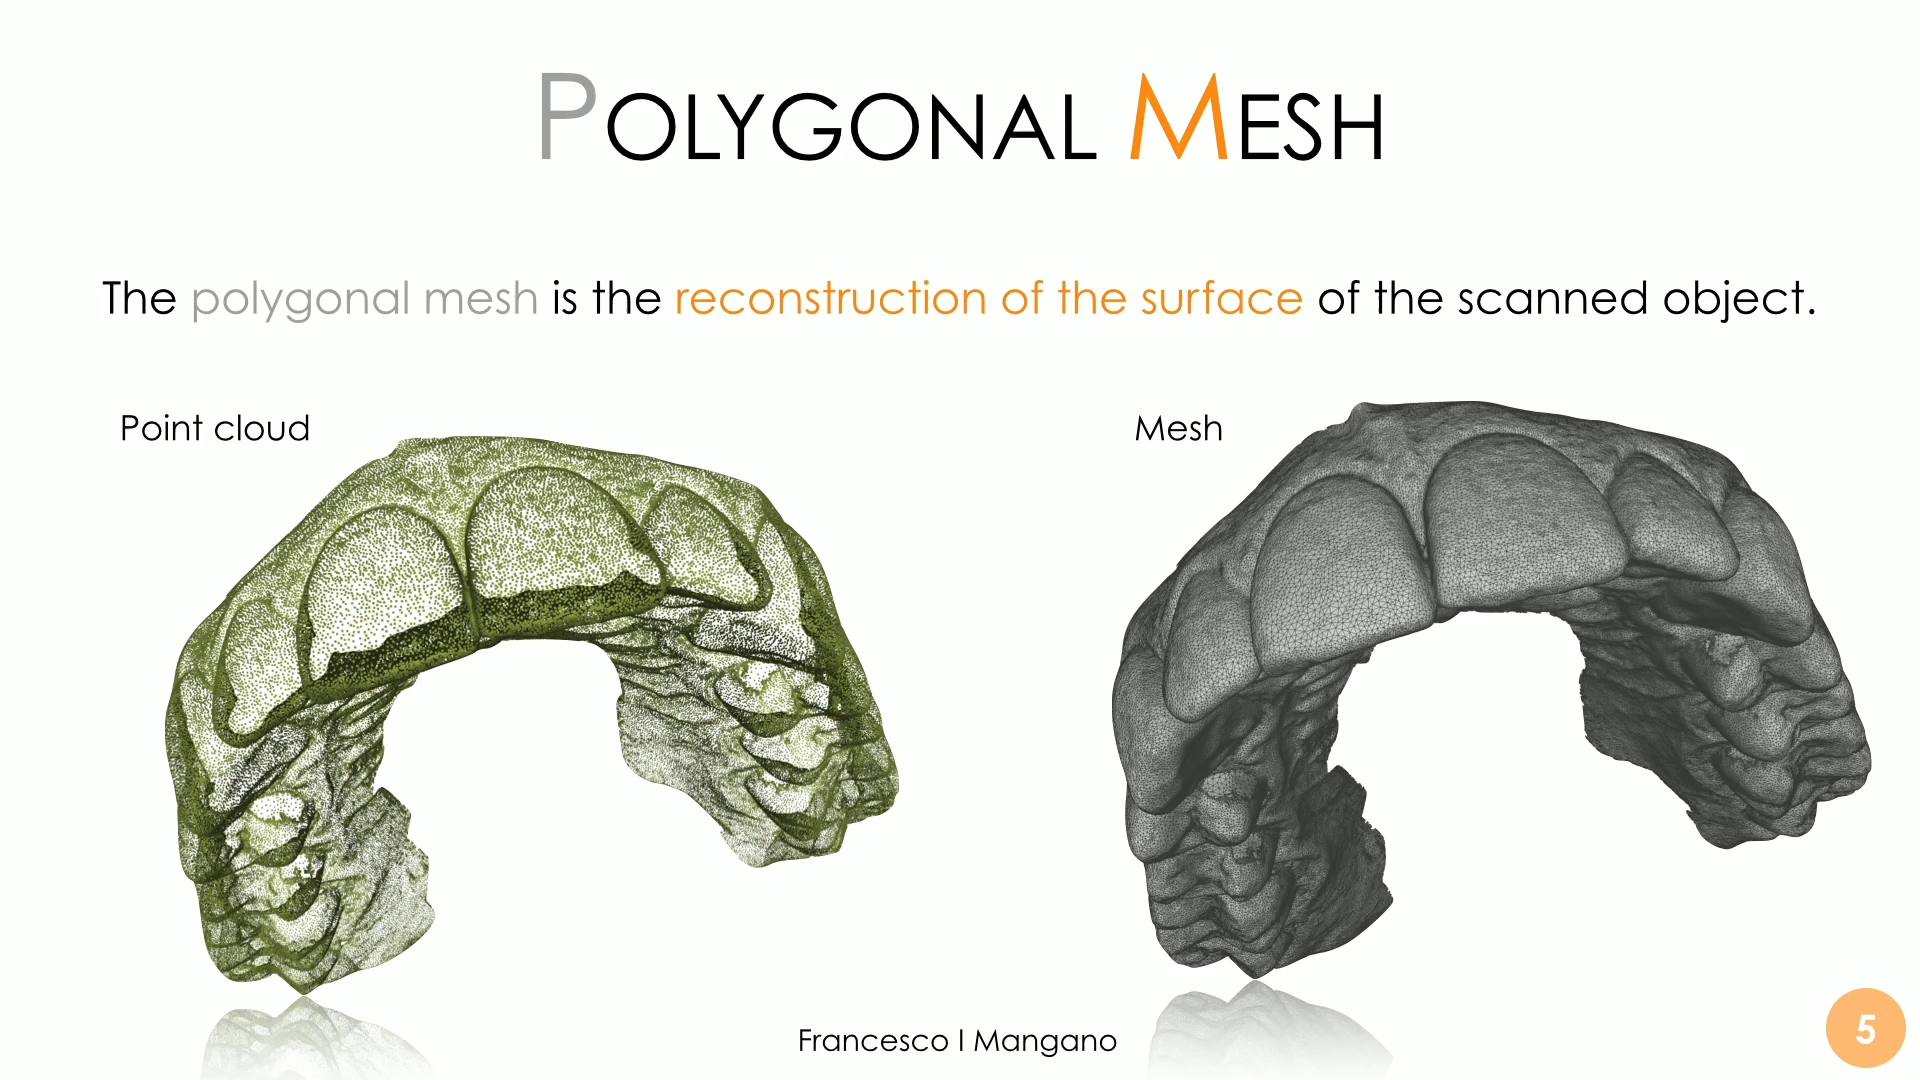 POLYGONAL MESH
The polygonal mesh is the reconstruction of the surface of the scanned object.
Point cloud
Mesh
Francesco I Mangano
5